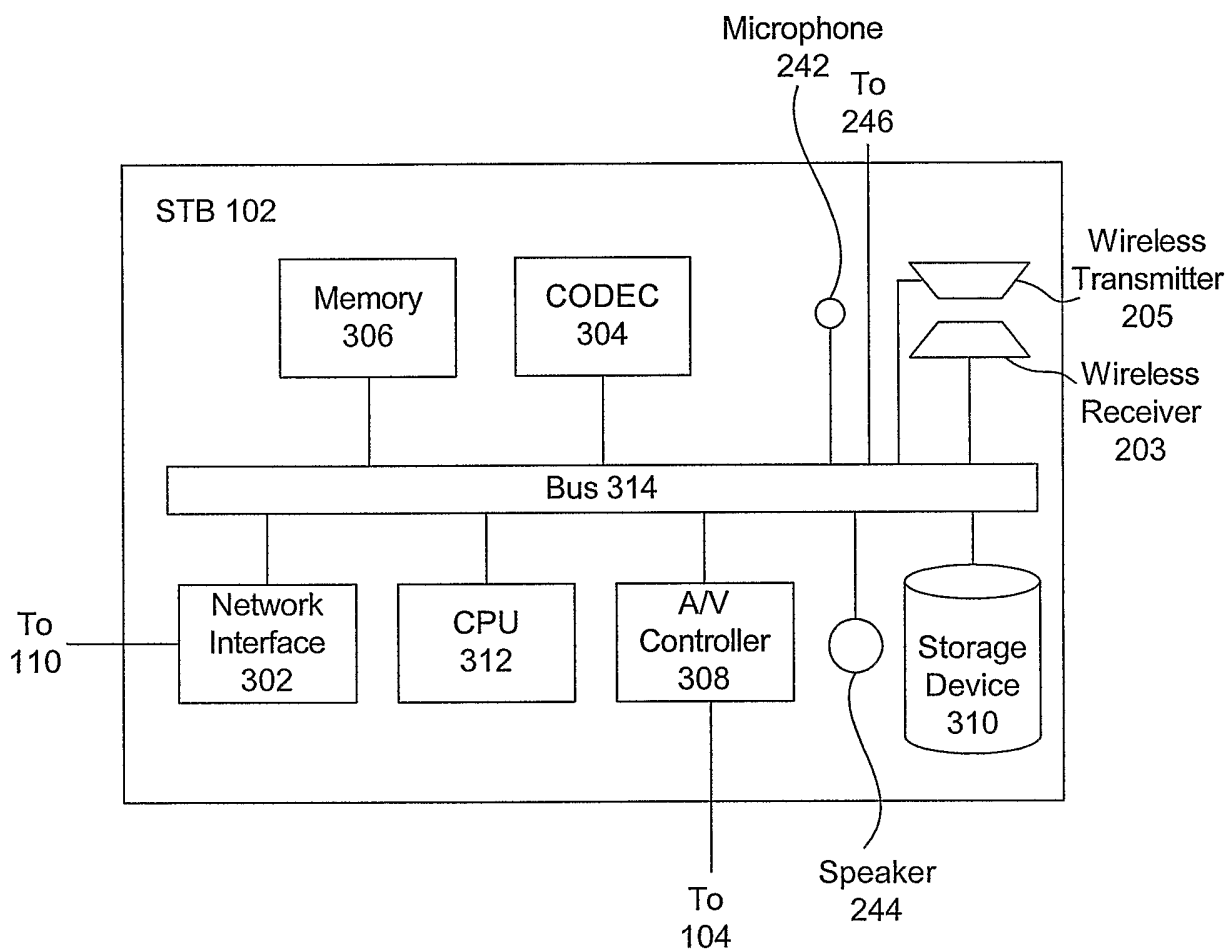 Microphone
242
To
246
STB 102
Memory
306
CODEC
304
Wireless
Transmitter
205
Wireless
Receiver
203
Bus 314
To
110
Network
Interface
302
CPU
312
A/V
Controller
308
Storage
Device
310
Speaker
244
To
104